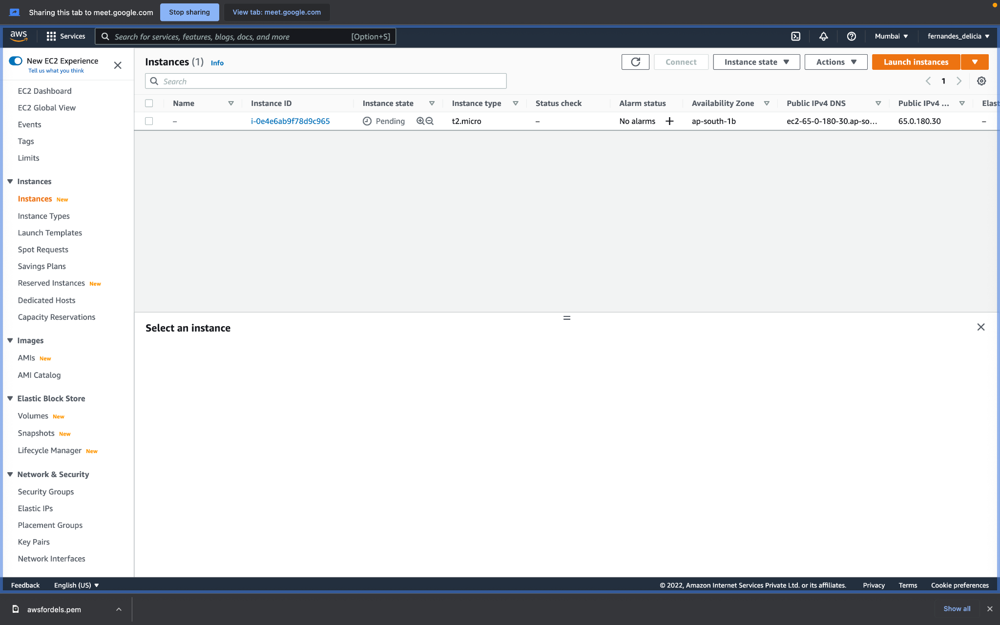 Sharing this tab to meet.google.com Stop sharing View tab: meet.google.com
aws Services Search for services, features, blogs, docs, and more [Option+S] Mumbai ▼ fernandes_delicia ▼
New EC2 Experience
Tell us what you think
EC2 Dashboard
EC2 Global View
Events
Tags
Limits
Instances
Instances New
Instance Types
Launch Templates
Spot Requests
Savings Plans
Reserved Instances New
Dedicated Hosts
Capacity Reservations
Images
AMIs New
AMI Catalog
Elastic Block Store
Volumes New
Snapshots New
Lifecycle Manager New
Network & Security
Security Groups
Elastic IPs
Placement Groups
Key Pairs
Network Interfaces
Instances (1) Info Connect Instance state ▼ Actions ▼ Launch instances ▼
Search 1
Name Instance ID Instance state Instance type Status check Alarm status Availability Zone Public IPv4 DNS Public IPv4 ... Elast
– i-0e4e6ab9f78d9c965 Pending t2.micro – No alarms + ap-south-1b ec2-65-0-180-30.ap-so... 65.0.180.30 –
Select an instance
Feedback English (US) ▼ © 2022, Amazon Internet Services Private Ltd. or its affiliates. Privacy Terms Cookie preferences
awsfordels.pem Show all